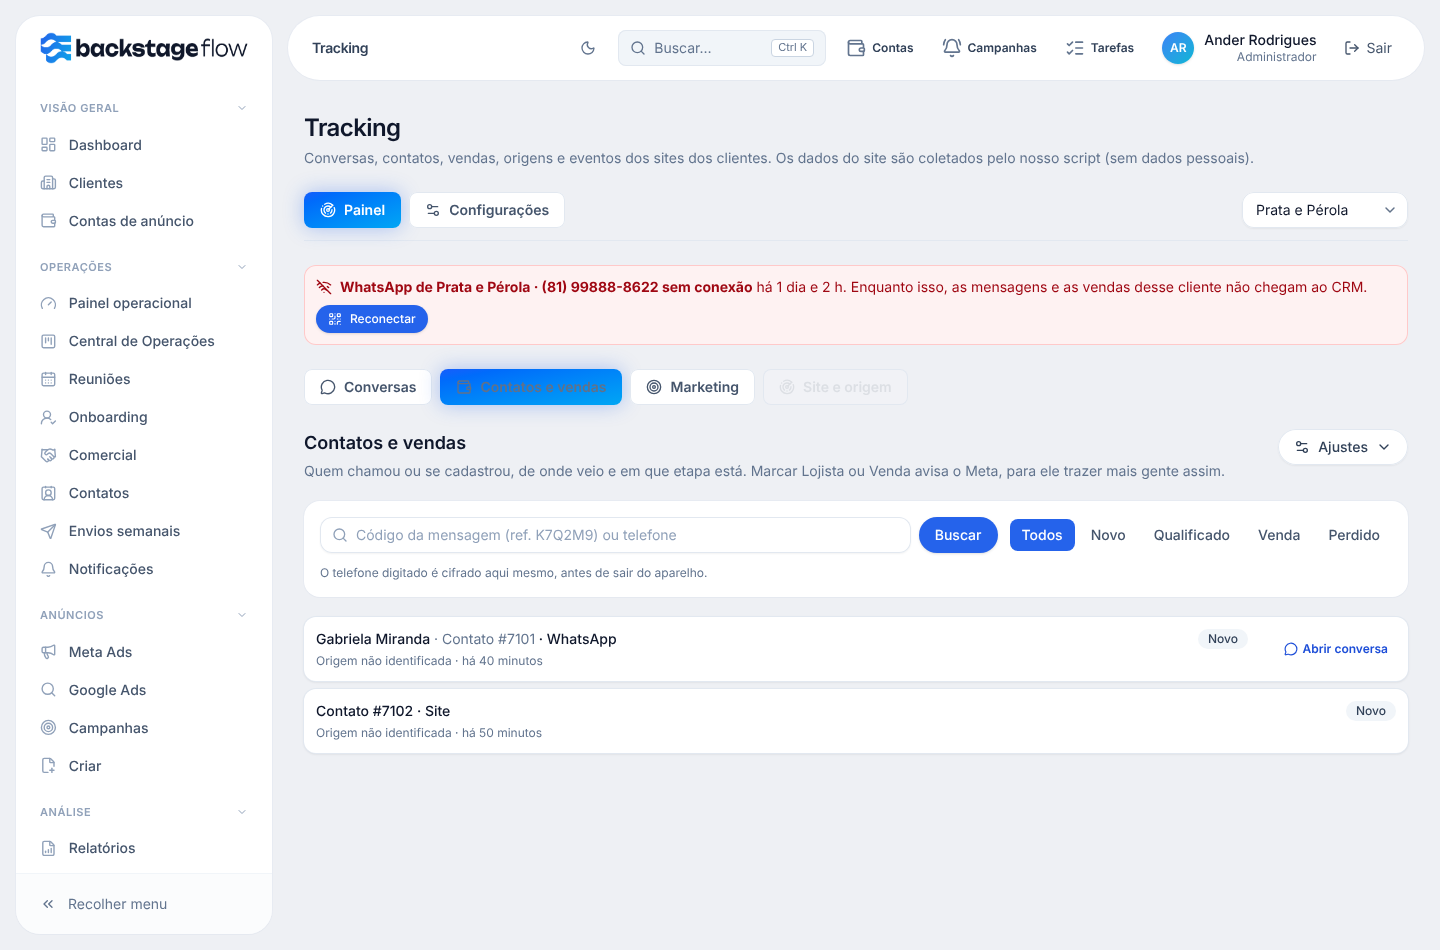 backstageflow
VISÃO GERAL
Dashboard
Clientes
Contas de anúncio
OPERAÇÕES
Painel operacional
Central de Operações
Reuniões
Onboarding
Comercial
Contatos
Envios semanais
Notificações
ANÚNCIOS
Meta Ads
Google Ads
Campanhas
Criar
ANÁLISE
Relatórios
Recolher menu
Tracking
Buscar...
Ctrl K
Contas
Campanhas
Tarefas
AR
Ander Rodrigues
Administrador
Sair
Tracking
Conversas, contatos, vendas, origens e eventos dos sites dos clientes. Os dados do site são coletados pelo nosso script (sem dados pessoais).
Painel
Configurações
Prata e Pérola
WhatsApp de Prata e Pérola · (81) 99888-8622 sem conexão há 1 dia e 2 h. Enquanto isso, as mensagens e as vendas desse cliente não chegam ao CRM.
Reconectar
Conversas
Contatos e vendas
Marketing
Site e origem
Contatos e vendas
Ajustes
Quem chamou ou se cadastrou, de onde veio e em que etapa está. Marcar Lojista ou Venda avisa o Meta, para ele trazer mais gente assim.
Código da mensagem (ref. K7Q2M9) ou telefone
Buscar
Todos
Novo
Qualificado
Venda
Perdido
O telefone digitado é cifrado aqui mesmo, antes de sair do aparelho.
Gabriela Miranda · Contato #7101 · WhatsApp
Novo
Abrir conversa
Origem não identificada · há 40 minutos
Contato #7102 · Site
Novo
Origem não identificada · há 50 minutos